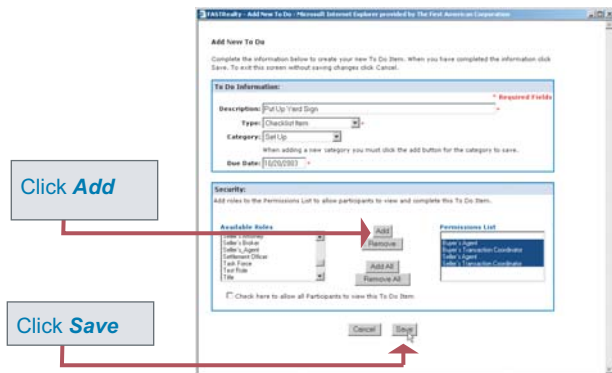 FASTRealty - Add New To Do - Microsoft Internet Explorer provided by The First American Corporation
Add New To Do
Complete the information below to create your new To Do Item. When you have completed the information click
Save. To exit this screen without saving changes click Cancel.
To Do Information:
* Required Fields
Description: Put Up Yard Sign *
Type: Checklist Item *
Category: Set Up
When adding a new category you must click the add button for the category to save.
Due Date: 10/20/2003 *
Click Add
Security:
Add roles to the Permissions List to allow participants to view and complete this To Do Item.
Available Roles
Permissions List
Seller's Attorney
Seller's Broker
Seller's_Agent
Settlement Officer
Task Force
Test Role
Title
Add
Remove
Add All
Remove All
Buyer's Agent
Buyer's Transaction Coordinator
Seller's Agent
Seller's Transaction Coordinator
Check here to allow all Participants to view this To Do Item
Click Save
Cancel
Save